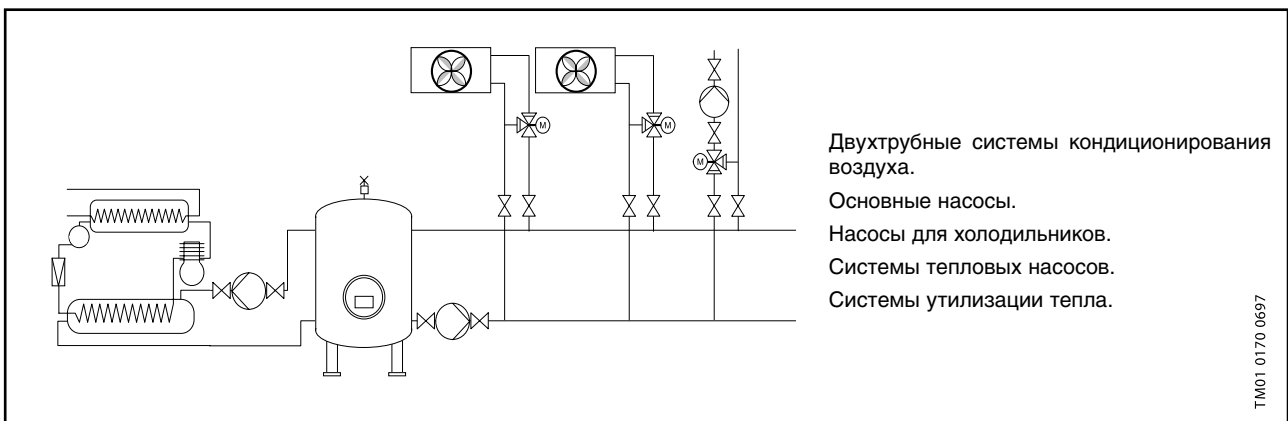 M
M
M
Двухтрубные системы кондиционирования
воздуха.
Основные насосы.
Насосы для холодильников.
Системы тепловых насосов.
Системы утилизации тепла.
TM01 0170 0697